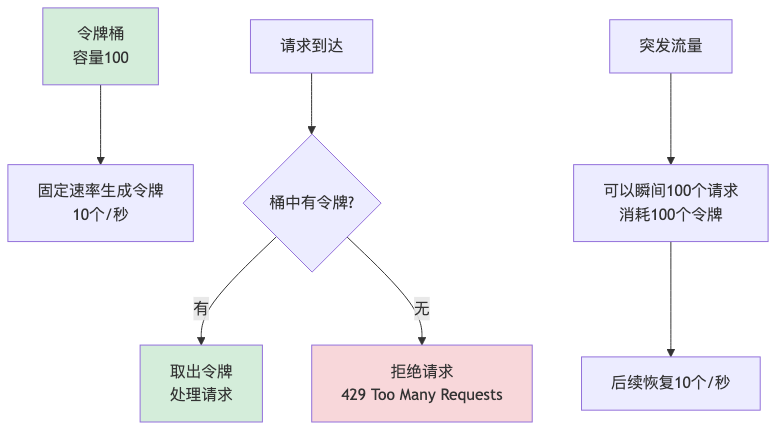 令牌桶
容量100
固定速率生成令牌
10个/秒
请求到达
桶中有令牌?
有
无
取出令牌
处理请求
拒绝请求
429 Too Many Requests
突发流量
可以瞬间100个请求
消耗100个令牌
后续恢复10个/秒